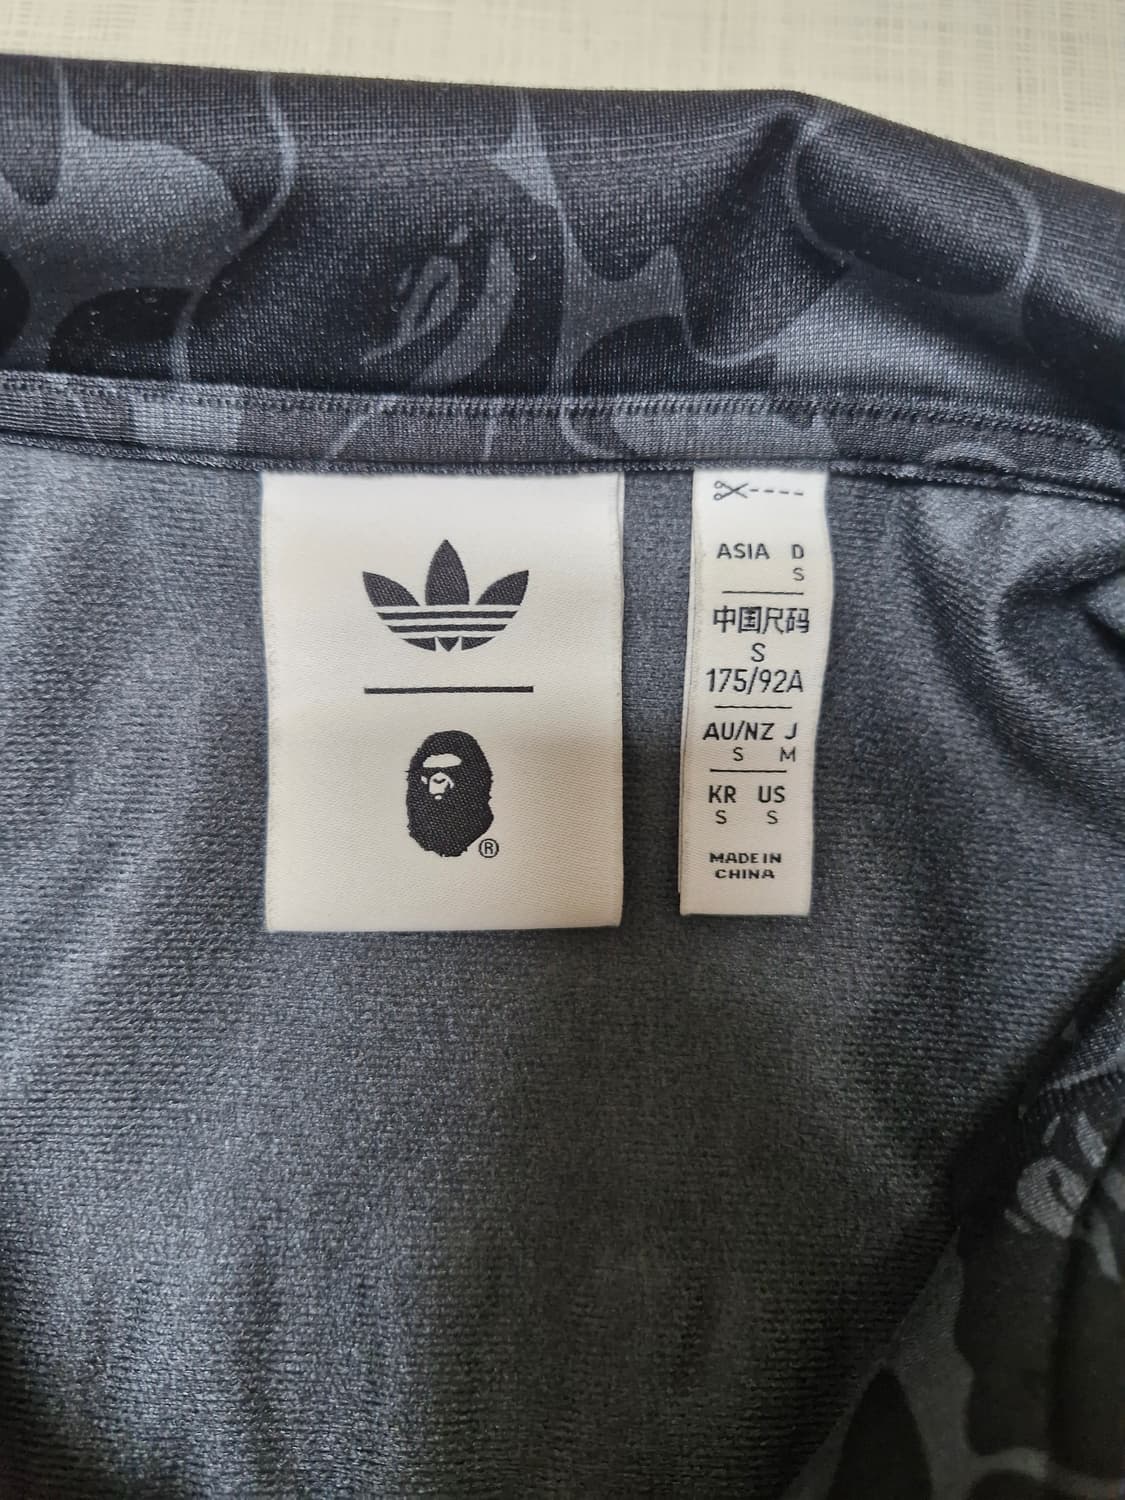 ®
ASIA D
S
中国尺码
S
175/92A
AU/NZ J
S M
KR US
S S
MADE IN
CHINA